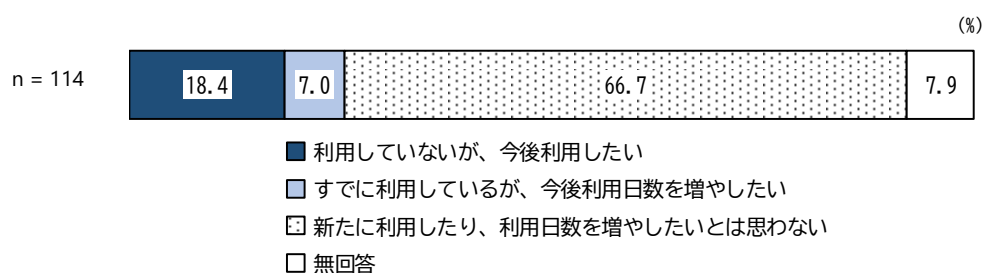 (%)
n = 114
18.4 7.0 66.7 7.9
利用していないが、今後利用したい
すでに利用しているが、今後利用日数を増やしたい
新たに利用したり、利用日数を増やしたいとは思わない
無回答